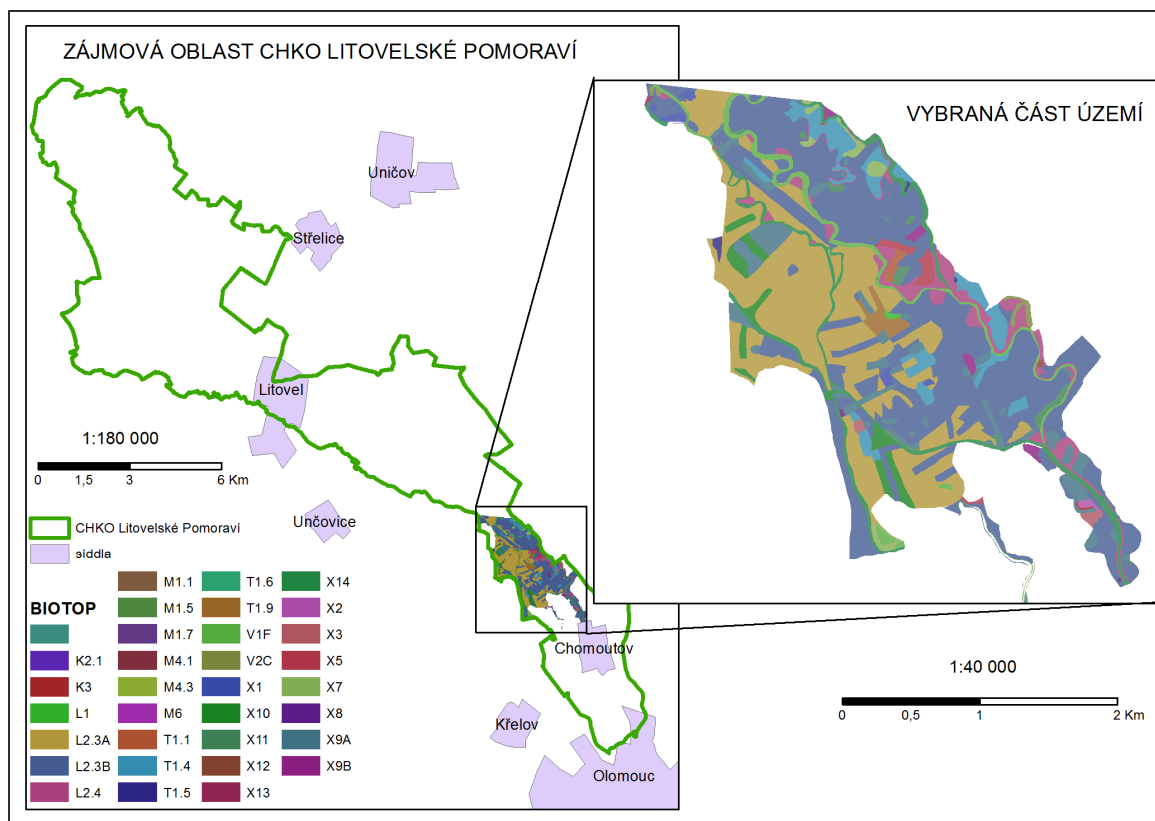 ZÁJMOVÁ OBLAST CHKO LITOVELSKÉ POMORAVÍ
VYBRANÁ ČÁST ÚZEMÍ
Uničov
Střelice
Litovel
1:180 000
0 1,5 3 6 Km
Unčovice
CHKO Litovelské Pomoraví
síddla
BIOTOP
K2.1
K3
L1
L2.3A
L2.3B
L2.4
M1.1
M1.5
M1.7
M4.1
M4.3
M6
T1.1
T1.4
T1.5
T1.6
T1.9
V1F
V2C
X1
X10
X11
X12
X13
X14
X2
X3
X5
X7
X8
X9A
X9B
Chomoutov
Křelov
Olomouc
1:40 000
0 0,5 1 2 Km